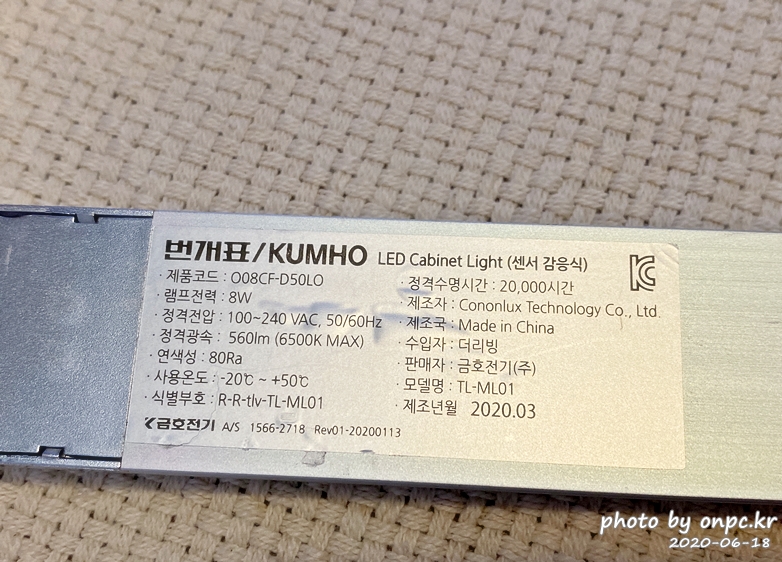 번개표/KUMHO LED Cabinet Light (센서 감응식)
· 제품코드 : O08CF-D50LO
· 램프전력 : 8W
· 정격전압 : 100~240 VAC, 50/60Hz
· 정격광속 : 560lm (6500K MAX)
· 연색성 : 80Ra
· 사용온도 : -20℃ ~ +50℃
· 식별부호 : R-R-tlv-TL-ML01
금호전기 A/S 1566-2718 Rev01-20200113
· 정격수명시간 : 20,000시간
· 제조자 : Cononlux Technology Co., Ltd.
· 제조국 : Made in China
· 수입자 : 더리빙
· 판매자 : 금호전기(주)
· 모델명 : TL-ML01
· 제조년월 2020.03
photo by onpc.kr
2020-06-18